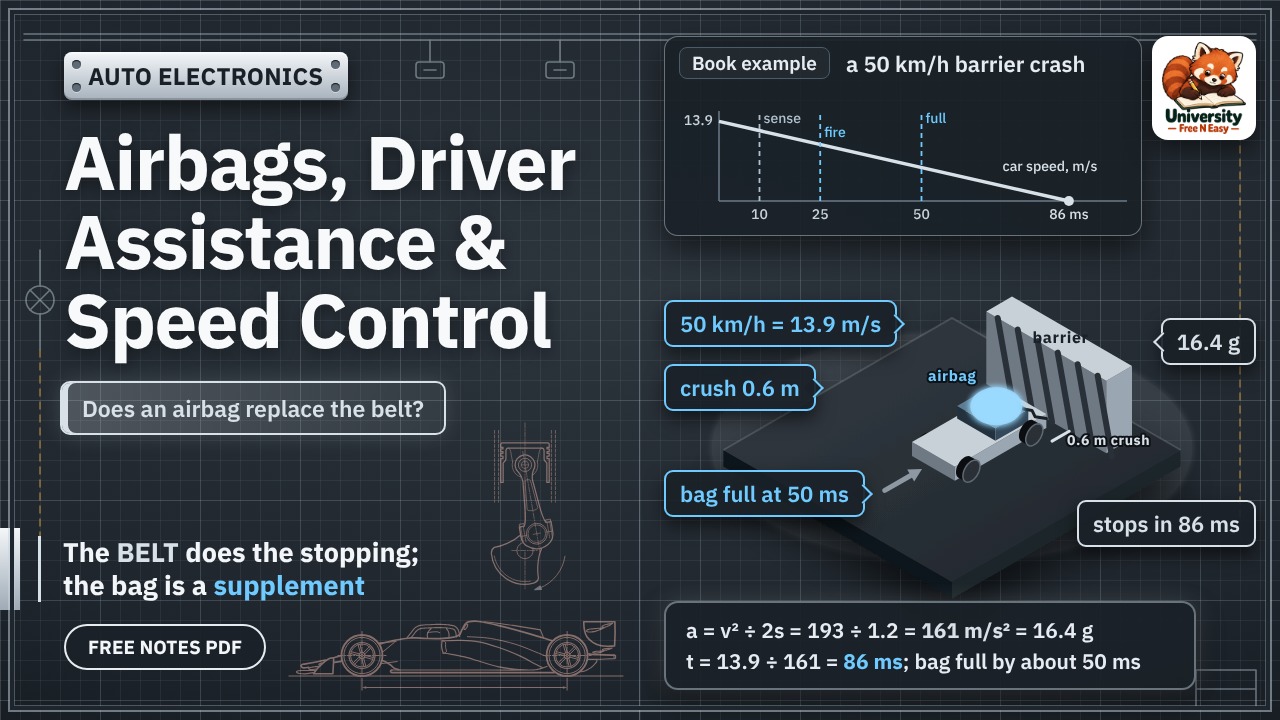 AUTO ELECTRONICS
Airbags, Driver
Assistance &
Speed Control
Does an airbag replace the belt?
The BELT does the stopping;
the bag is a supplement
FREE NOTES PDF
Book example
a 50 km/h barrier crash
13.9
sense
fire
full
car speed, m/s
10
25
50
86 ms
University
Free N Easy
50 km/h = 13.9 m/s
crush 0.6 m
bag full at 50 ms
barrier
airbag
0.6 m crush
16.4 g
stops in 86 ms
a = v² ÷ 2s = 193 ÷ 1.2 = 161 m/s² = 16.4 g
t = 13.9 ÷ 161 = 86 ms; bag full by about 50 ms